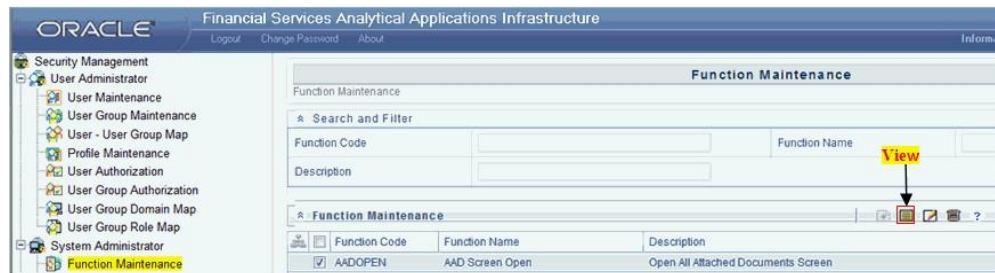 ORACLE
Financial Services Analytical Applications Infrastructure
Logout Change Password About
Security Management
User Administrator
User Maintenance
User Group Maintenance
User - User Group Map
Profile Maintenance
User Authorization
User Group Authorization
User Group Domain Map
User Group Role Map
System Administrator
Function Maintenance
Function Maintenance
Function Maintenance
Search and Filter
Function Code
Function Name
Description
View
Function Maintenance
?
Function Code Function Name Description
AADOPEN AAD Screen Open Open All Attached Documents Screen